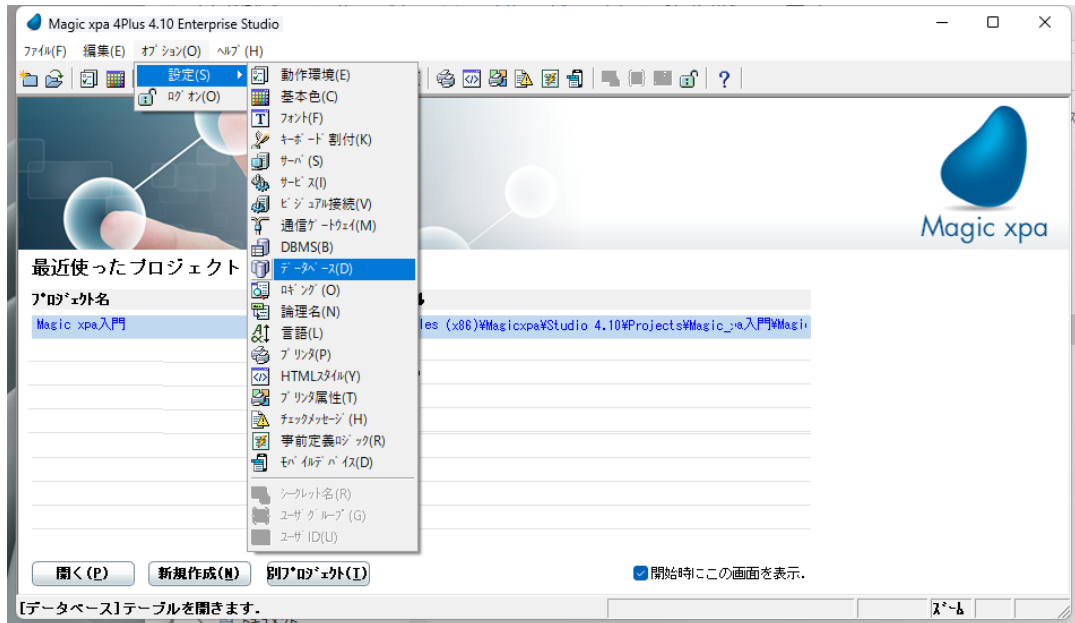 Magic xpa 4Plus 4.10 Enterprise Studio
ﾌｧｲﾙ(F) 編集(E) ｵﾌﾟｼｮﾝ(O) ﾍﾙﾌﾟ(H)
設定(S)
ﾛｸﾞｵﾝ(O)
動作環境(E)
基本色(C)
ﾌｫﾝﾄ(F)
ｷｰﾎﾞｰﾄﾞ割付(K)
ｻｰﾊﾞ(S)
ｻｰﾋﾞｽ(I)
ﾋﾞｼﾞｭｱﾙ接続(V)
通信ｹﾞｰﾄｳｪｲ(M)
DBMS(B)
ﾃﾞｰﾀﾍﾞｰｽ(D)
ﾛｷﾞﾝｸﾞ(O)
論理名(N)
言語(L)
ﾌﾟﾘﾝﾀ(P)
HTMLｽﾀｲﾙ(Y)
ﾌﾟﾘﾝﾀ属性(T)
ﾁｪｯｸﾒｯｾｰｼﾞ(H)
事前定義ﾛｼﾞｯｸ(R)
ﾓﾊﾞｲﾙﾃﾞﾊﾞｲｽ(D)
ｼｰｸﾚｯﾄ名(R)
ﾕｰｻﾞｸﾞﾙｰﾌﾟ(G)
ﾕｰｻﾞID(U)
Magic xpa
最近使ったプロジェクト
ﾌﾟﾛｼﾞｪｸﾄ名
Magic xpa入門 les (x86)¥Magicxpa¥Studio 4.10¥Projects¥Magic_xpa入門¥Magi
開く(P) 新規作成(N) 別ﾌﾟﾛｼﾞｪｸﾄ(I) 開始時にこの画面を表示.
[データベース]テーブルを開きます. ｽﾞｰﾑ